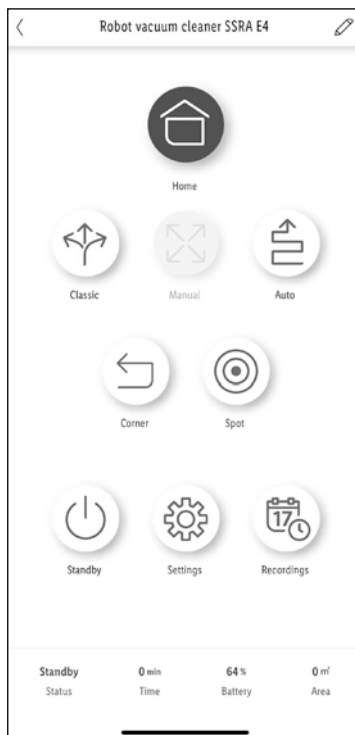 Robot vacuum cleaner SSRA E4
Home
Classic Manual Auto
Corner Spot
17
Standby Settings Recordings
Standby 0 min 64 % 0 ㎡
Status Time Battery Area